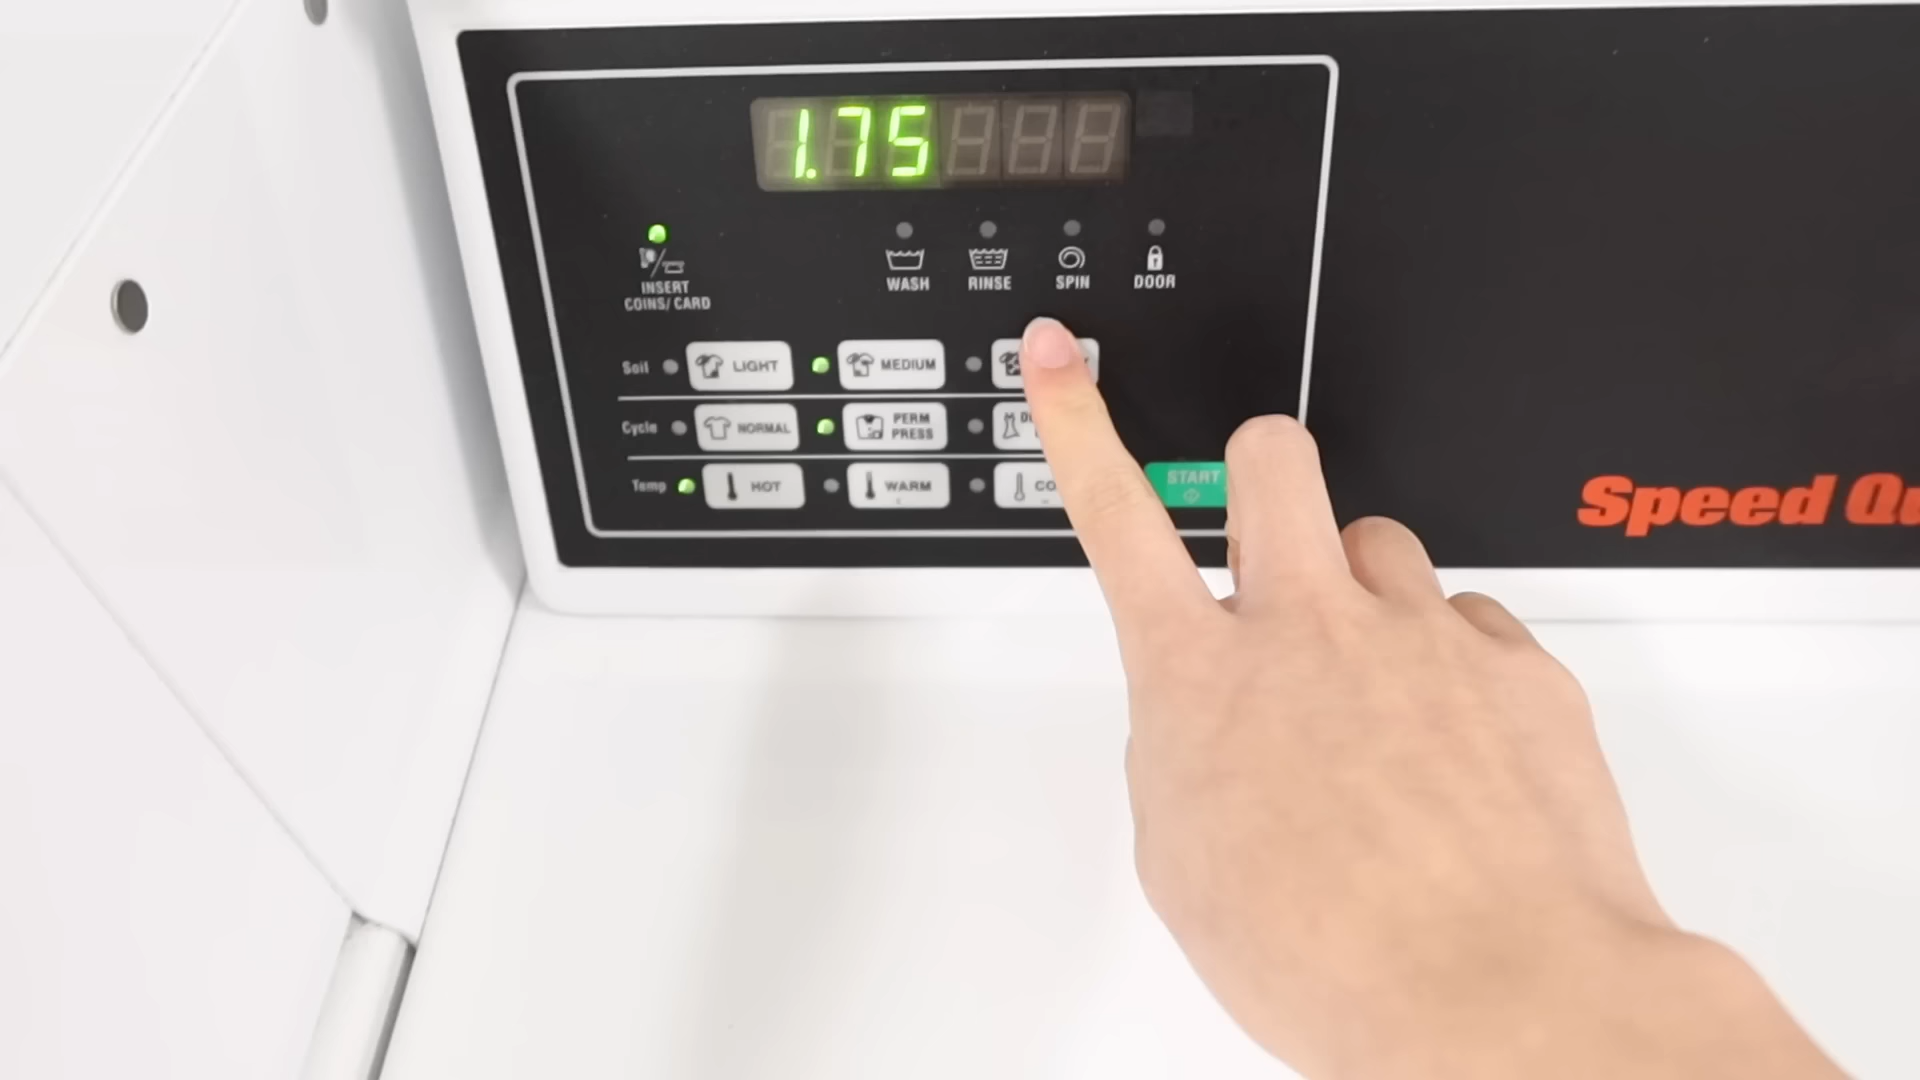 1.75
INSERT
COINS/ CARD
WASH
RINSE
SPIN
DOOR
Soil
LIGHT
MEDIUM
Cycle
NORMAL
PERM
PRESS
Temp
HOT
WARM
START
Speed